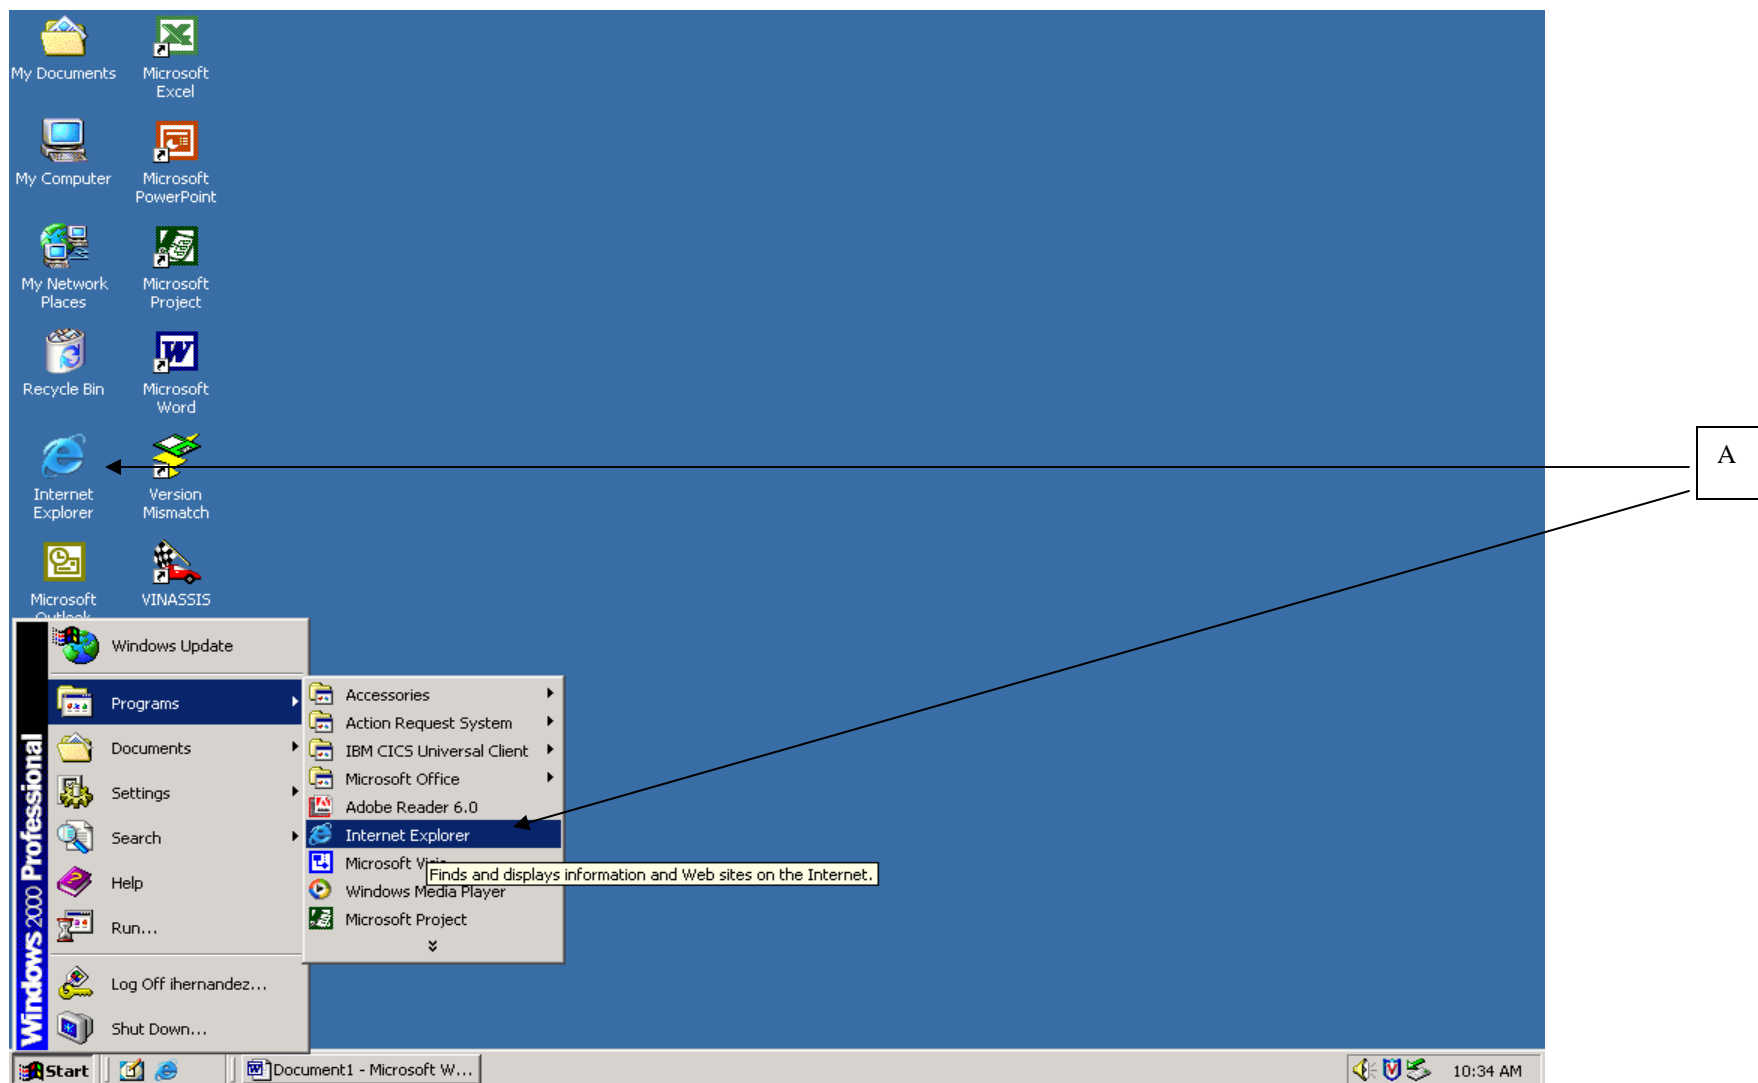 My Documents
Microsoft
Excel
My Computer
Microsoft
PowerPoint
My Network
Places
Microsoft
Project
Recycle Bin
Microsoft
Word
Internet
Explorer
Version
Mismatch
A
Microsoft
Outlook
VINASSIS
Windows 2000 Professional
Windows Update
Programs
Documents
Settings
Search
Help
Run...
Log Off ihernandez...
Shut Down...
Accessories
Action Request System
IBM CICS Universal Client
Microsoft Office
Adobe Reader 6.0
Internet Explorer
Microsoft Visio
Finds and displays information and Web sites on the Internet.
Windows Media Player
Microsoft Project
Start
Document1 - Microsoft W...
10:34 AM